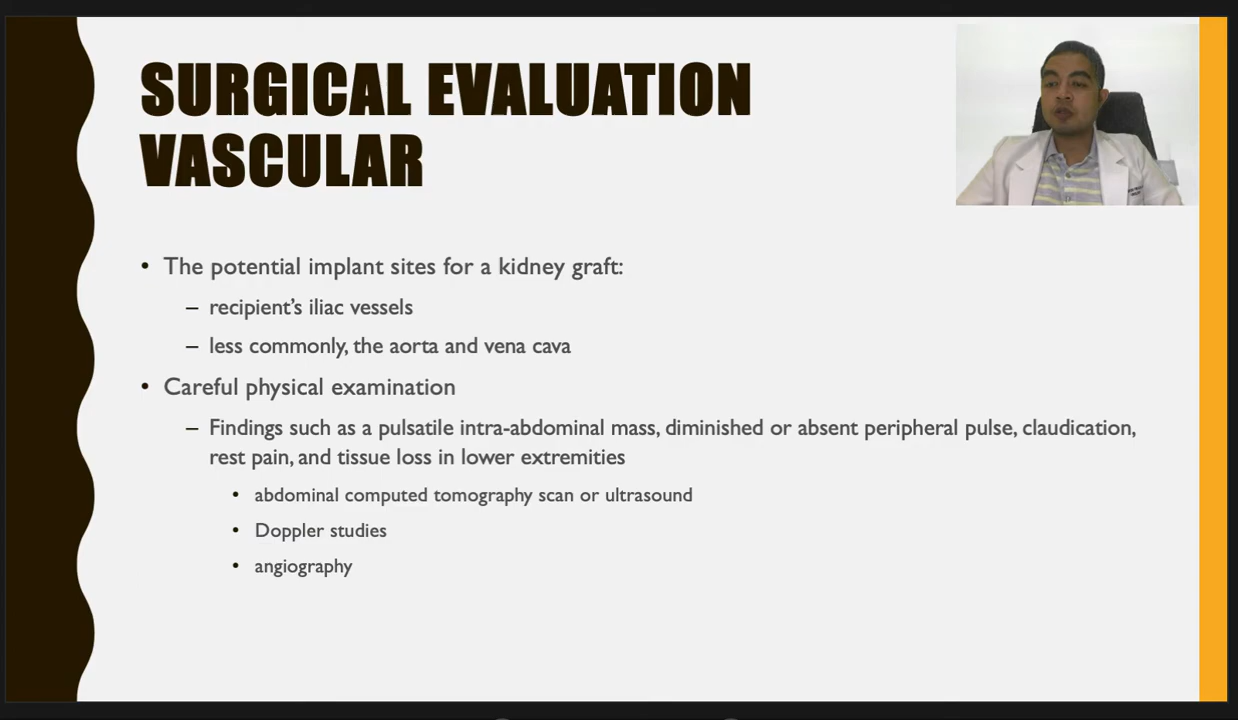 SURGICAL EVALUATION
VASCULAR
• The potential implant sites for a kidney graft:
– recipient's iliac vessels
– less commonly, the aorta and vena cava
• Careful physical examination
– Findings such as a pulsatile intra-abdominal mass, diminished or absent peripheral pulse, claudication,
rest pain, and tissue loss in lower extremities
• abdominal computed tomography scan or ultrasound
• Doppler studies
• angiography